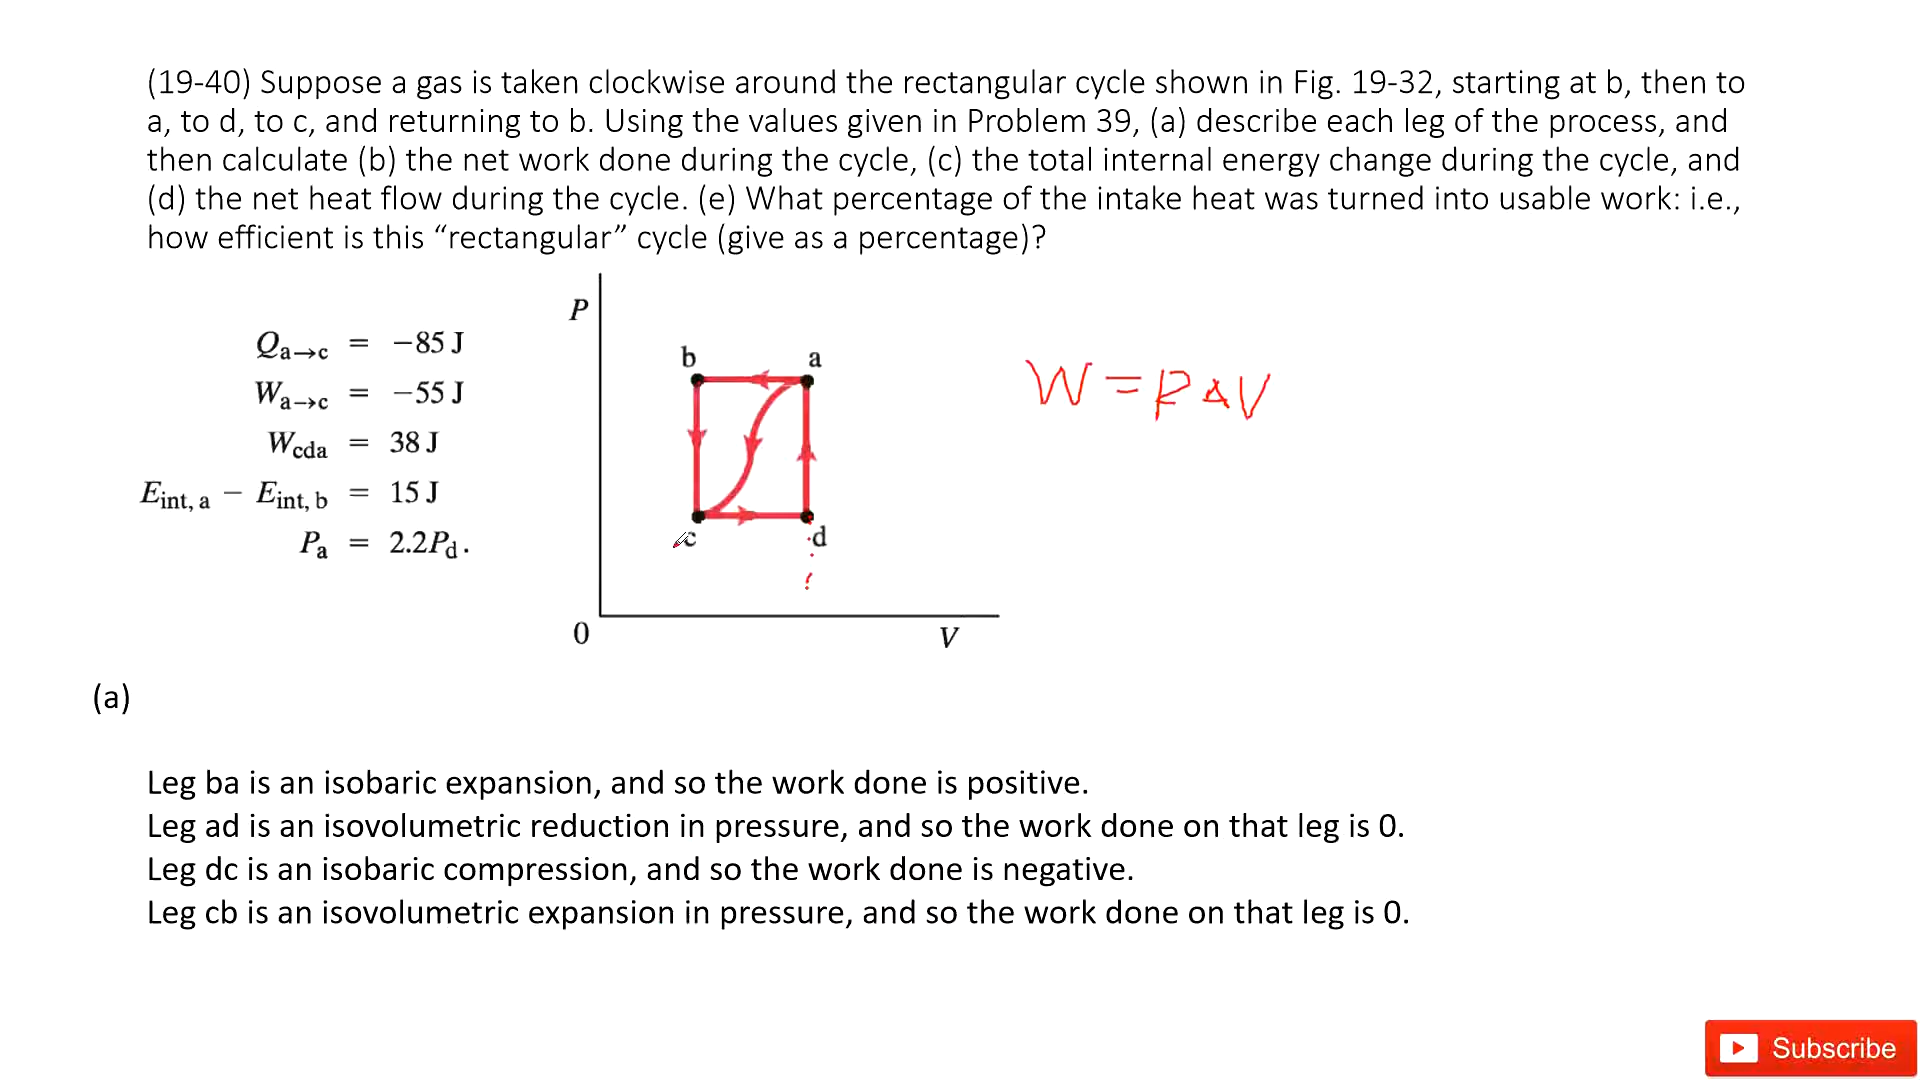 (19-40) Suppose a gas is taken clockwise around the rectangular cycle shown in Fig. 19-32, starting at b, then to
a, to d, to c, and returning to b. Using the values given in Problem 39, (a) describe each leg of the process, and
then calculate (b) the net work done during the cycle, (c) the total internal energy change during the cycle, and
(d) the net heat flow during the cycle. (e) What percentage of the intake heat was turned into usable work: i.e.,
how efficient is this “rectangular” cycle (give as a percentage)?
Q a→c = −85 J
W a→c = −55 J
W cda = 38 J
E int, a − E int, b = 15 J
P a = 2.2P d .
P
b a
c d
0 V
W = P ΔV
(a)
Leg ba is an isobaric expansion, and so the work done is positive.
Leg ad is an isovolumetric reduction in pressure, and so the work done on that leg is 0.
Leg dc is an isobaric compression, and so the work done is negative.
Leg cb is an isovolumetric expansion in pressure, and so the work done on that leg is 0.
Subscribe